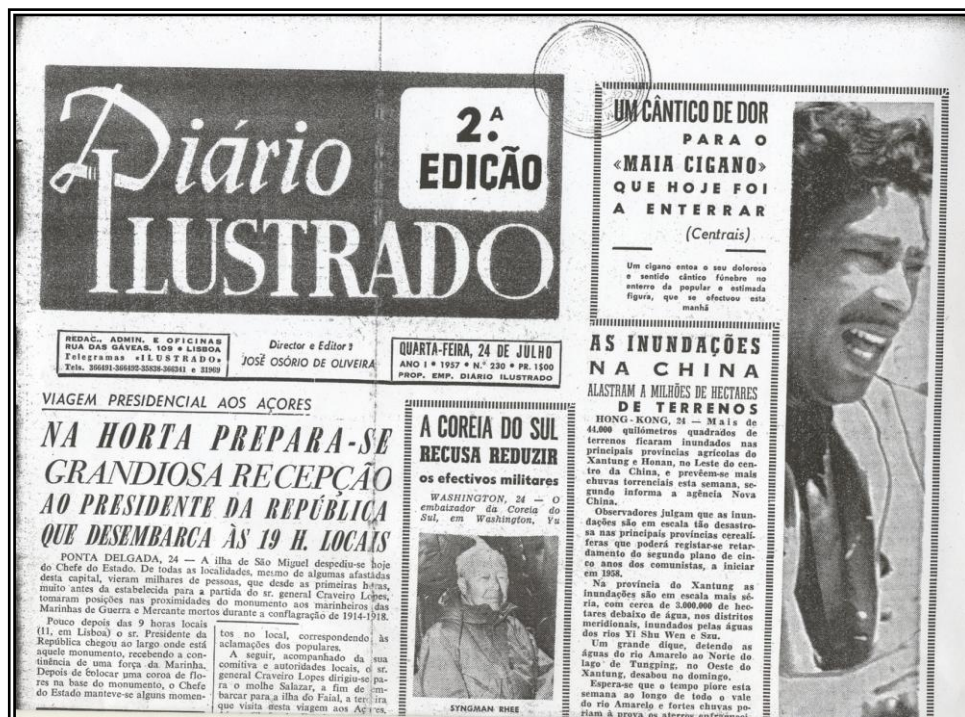 Diário
ILUSTRADO
2.ª
EDIÇÃO
REDAC., ADMIN. E OFICINAS
RUA DAS GÁVEAS, 109 • LISBOA
Telegramas «ILUSTRADO»
Tels. 366491-366492-35838-366341 e 31969
Director e Editor:
JOSÉ OSÓRIO DE OLIVEIRA
QUARTA-FEIRA, 24 DE JULHO
ANO I • 1957 • N.º 230 • PR. 1$00
PROP. EMP. DIÁRIO ILUSTRADO
UM CÂNTICO DE DOR
PARA O
«MAIA CIGANO»
QUE HOJE FOI
A ENTERRAR
(Centrais)
Um cigano entoa o seu doloroso
e sentido cântico fúnebre no
enterro da popular e estimada
figura, que se efectuou esta
manhã
VIAGEM PRESIDENCIAL AOS AÇORES
NA HORTA PREPARA-SE
GRANDIOSA RECEPÇÃO
AO PRESIDENTE DA REPÚBLICA
QUE DESEMBARCA ÀS 19 H. LOCAIS
PONTA DELGADA, 24 — A ilha de São Miguel despediu-se hoje
do Chefe do Estado. De todas as localidades, mesmo de algumas afastadas
desta capital, vieram milhares de pessoas, que desde as primeiras horas,
muito antes da estabelecida para a partida do sr. general Craveiro Lopes,
tomaram posições nas proximidades do monumento aos marinheiros das
Marinhas de Guerra e Mercante mortos durante a conflagração de 1914-1918.
Pouco depois das 9 horas locais
(11, em Lisboa) o sr. Presidente da
República chegou ao largo onde está
aquele monumento, recebendo a con-
tinência de uma força da Marinha.
Depois de colocar uma coroa de flo-
res na base do monumento, o Chefe
do Estado manteve-se alguns momen-
tos no local, correspondendo às
aclamações dos populares.
A seguir, acompanhado da sua
comitiva e autoridades locais, o sr.
general Craveiro Lopes dirigiu-se pa-
ra o molhe Salazar, a fim de em-
barcar para a ilha do Faial, a terceira
que visita desta viagem aos Açores.
A COREIA DO SUL
RECUSA REDUZIR
os efectivos militares
WASHINGTON, 24 — O
embaizador da Coreia do
Sul, em Washington, Yu
SYNGMAN RHEE
AS INUNDAÇÕES
NA CHINA
ALASTRAM A MILHÕES DE HECTARES
DE TERRENOS
HONG-KONG, 24 — Mais de
44.000 quilómetros quadrados de
terrenos ficaram inundados nas
principais províncias agrícolas do
Xantung e Honan, no Leste do cen-
tro da China, e prevêem-se mais
chuvas torrenciais esta semana, se-
gundo informa a agência Nova
China.
Observadores julgam que as inun-
dações são em escala tão desastro-
sa nas principais províncias cerealí-
feras que poderá registar-se retar-
damento do segundo plano de cin-
co anos dos comunistas, a iniciar
em 1958.
Na província do Xantung as
inundações são em escala mais sé-
ria, com cerca de 3.000.000 de hec-
tares debaixo de água, nos distritos
meridionais, inundados pelas águas
dos rios Yi Shu Wen e Szu.
Um grande dique, detendo as
águas do rio Amarelo ao Norte do
lago de Tungping, no Oeste do
Xantung, desabou no domingo.
Espera-se que o tempo piore esta
semana ao longo de todo o vale
do rio Amarelo e fortes chuvas po-
riam à prova os aterros